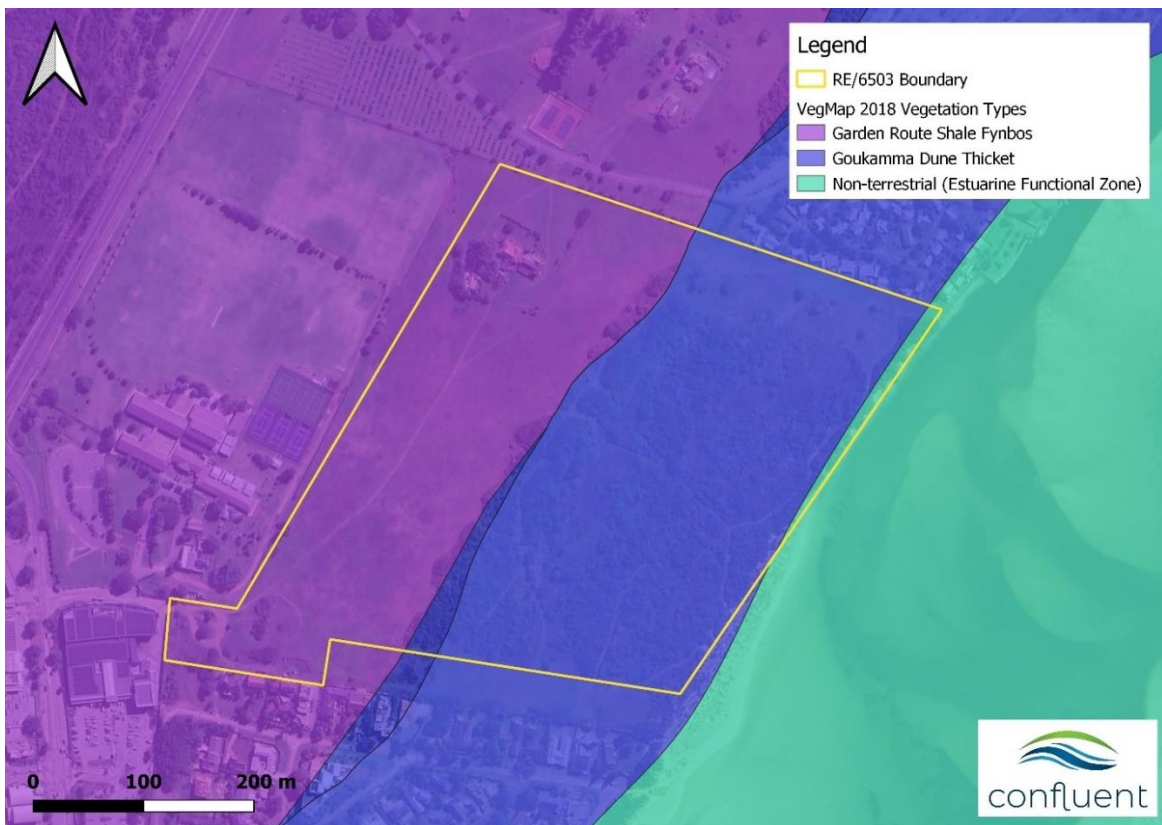 Legend
RE/6503 Boundary
VegMap 2018 Vegetation Types
Garden Route Shale Fynbos
Goukamma Dune Thicket
Non-terrestrial (Estuarine Functional Zone)
0 100 200 m
confluent